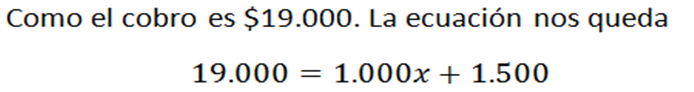 Como el cobro es $19.000. La ecuación nos queda
19.000 = 1.000𝑥 + 1.500